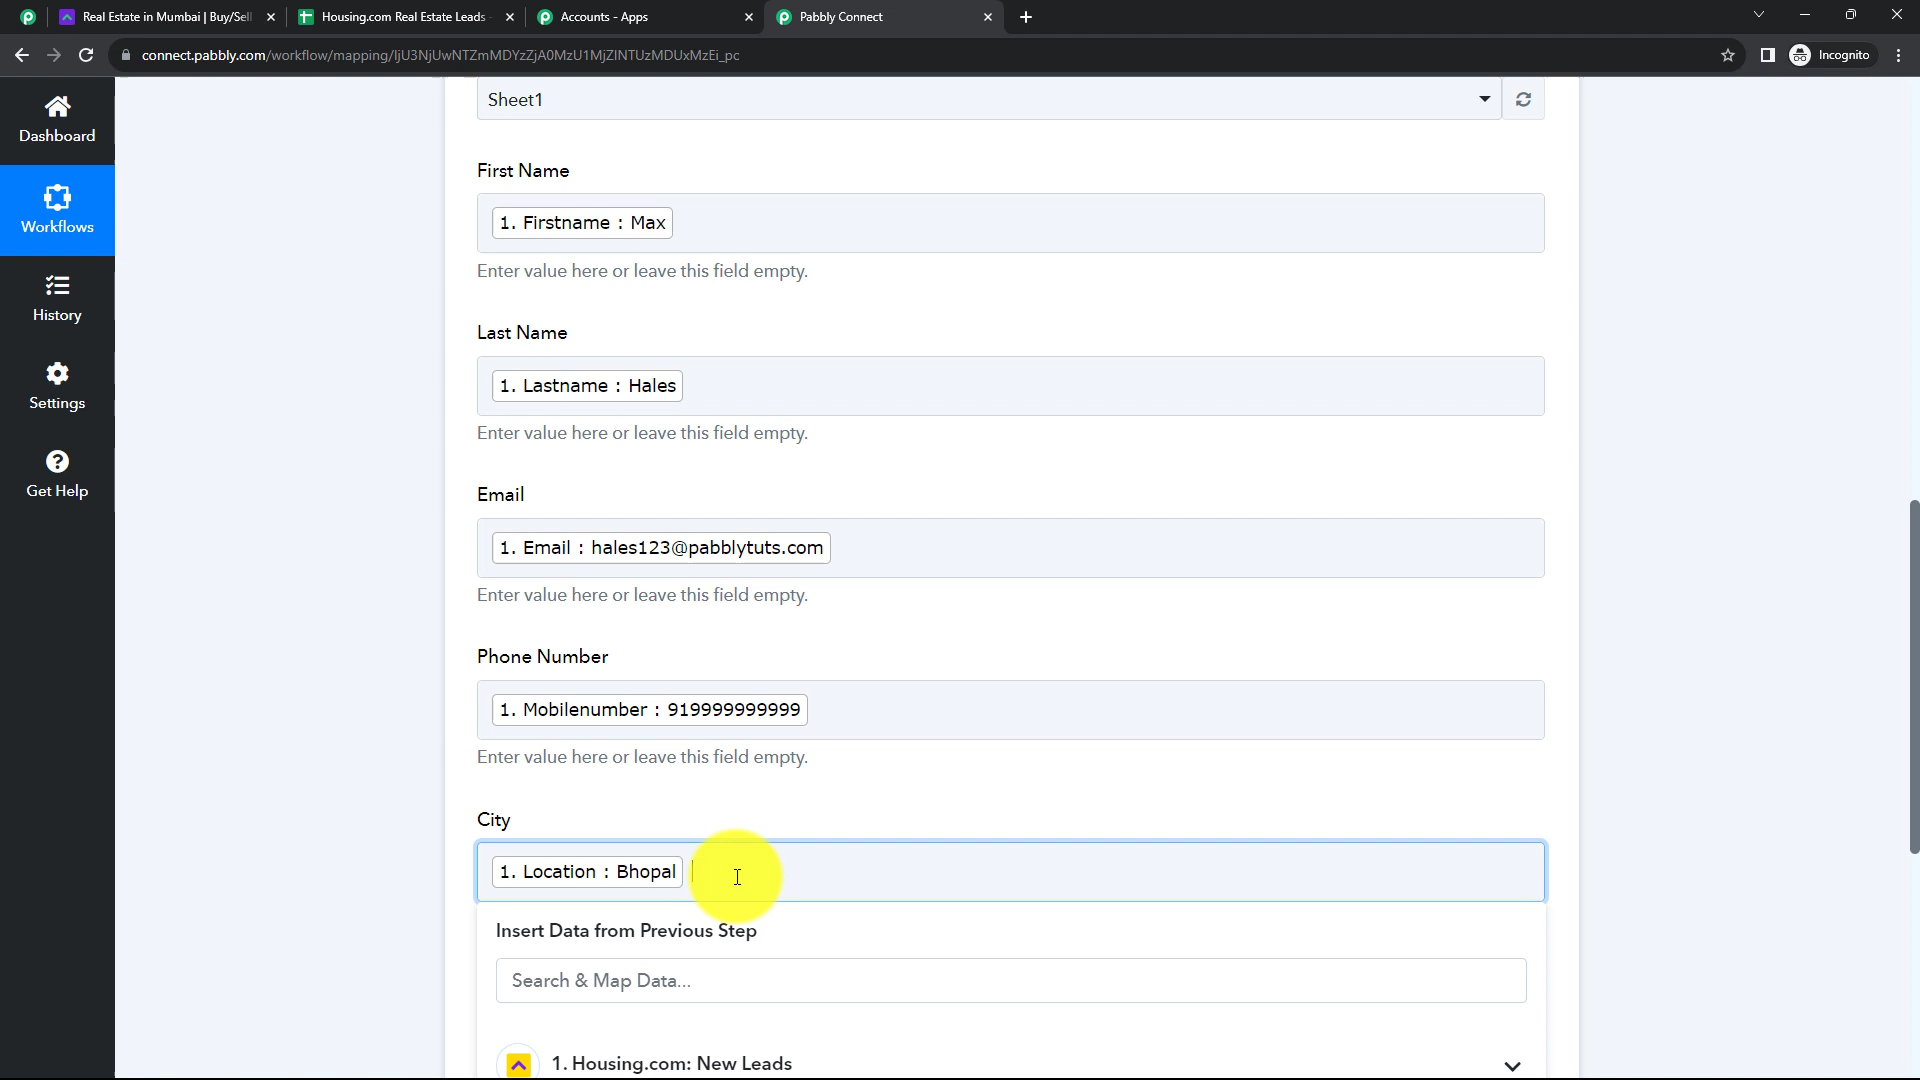 Real Estate in Mumbai | Buy/Sell
Housing.com Real Estate Leads -
Accounts - Apps
Pabbly Connect
connect.pabbly.com/workflow/mapping/IjU3NjUwNTZmMDYzZjA0MzU1MjZlNTUzMDUxMzEi_pc
Incognito
Dashboard
Workflows
History
Settings
Get Help
Sheet1
First Name
1. Firstname : Max
Enter value here or leave this field empty.
Last Name
1. Lastname : Hales
Enter value here or leave this field empty.
Email
1. Email : hales123@pabblytuts.com
Enter value here or leave this field empty.
Phone Number
1. Mobilenumber : 919999999999
Enter value here or leave this field empty.
City
1. Location : Bhopal
Insert Data from Previous Step
Search & Map Data...
1. Housing.com: New Leads